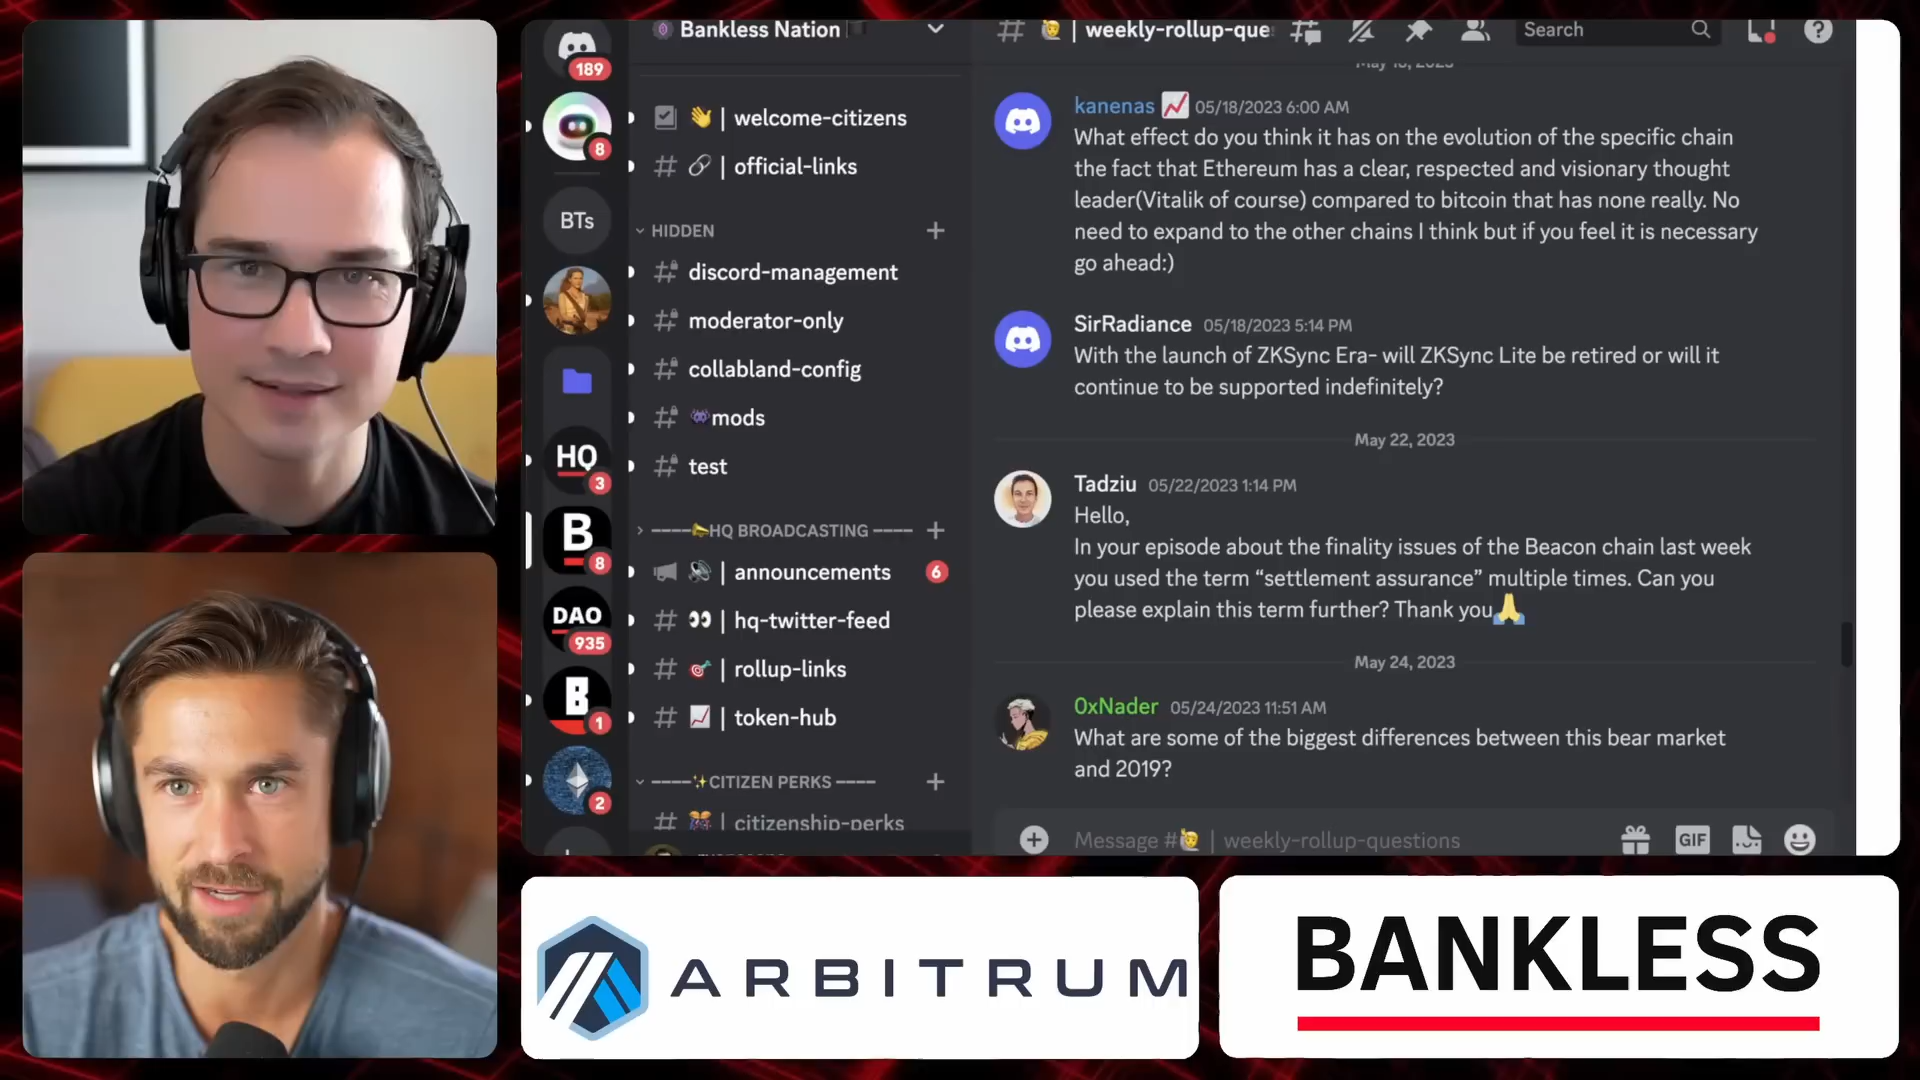 189
8
BTs
HQ
3
B
8
DAO
935
B
1
2
Bankless Nation
👋 | welcome-citizens
# 🔗 | official-links
HIDDEN
# discord-management
# moderator-only
# collabland-config
# 👾mods
# test
----📣HQ BROADCASTING ----
🔊 | announcements 6
# 👀 | hq-twitter-feed
# 🎯 | rollup-links
# 📈 | token-hub
----✨CITIZEN PERKS ----
# | citizenship-perks
# 🙋 | weekly-rollup-que
Search
May 18, 2023
kanenas 📈 05/18/2023 6:00 AM
What effect do you think it has on the evolution of the specific chain
the fact that Ethereum has a clear, respected and visionary thought
leader(Vitalik of course) compared to bitcoin that has none really. No
need to expand to the other chains I think but if you feel it is necessary
go ahead:)
SirRadiance 05/18/2023 5:14 PM
With the launch of ZKSync Era- will ZKSync Lite be retired or will it
continue to be supported indefinitely?
May 22, 2023
Tadziu 05/22/2023 1:14 PM
Hello,
In your episode about the finality issues of the Beacon chain last week
you used the term “settlement assurance” multiple times. Can you
please explain this term further? Thank you🙏
May 24, 2023
0xNader 05/24/2023 11:51 AM
What are some of the biggest differences between this bear market
and 2019?
Message #🙋 | weekly-rollup-questions
GIF
ARBITRUM
BANKLESS